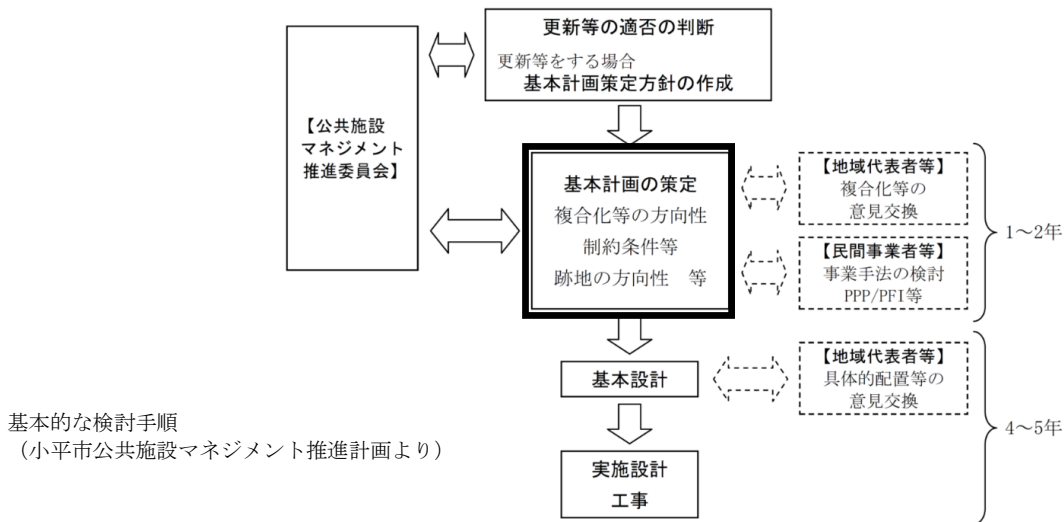 更新等の適否の判断
更新等をする場合
基本計画策定方針の作成
【公共施設
マネジメント
推進委員会】
基本計画の策定
複合化等の方向性
制約条件等
跡地の方向性　等
【地域代表者等】
複合化等の
意見交換
【民間事業者等】
事業手法の検討
PPP/PFI等
1～2年
基本設計
【地域代表者等】
具体的配置等の
意見交換
4～5年
実施設計
工事
基本的な検討手順
（小平市公共施設マネジメント推進計画より）